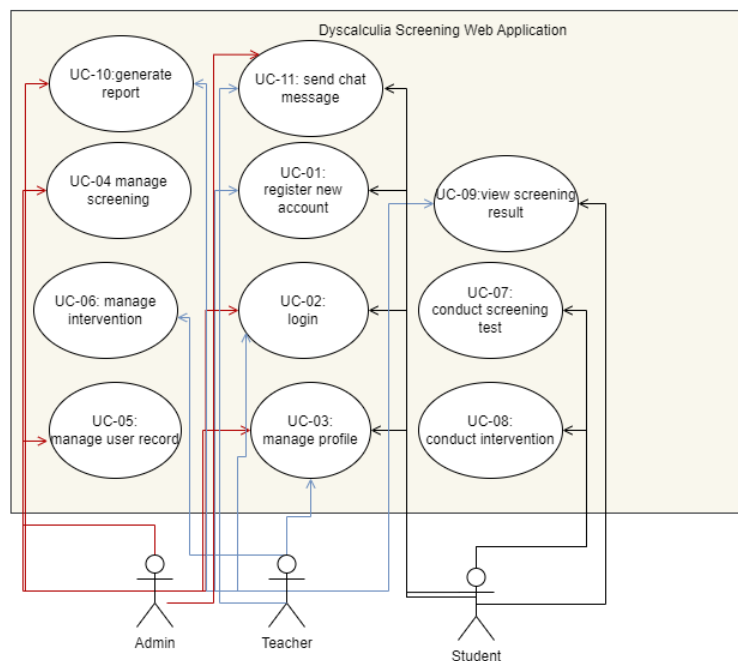 Dyscalculia Screening Web Application
UC-10:generate
report
UC-11: send chat
message
UC-04 manage
screening
UC-01:
register new
account
UC-09:view screening
result
UC-06: manage
intervention
UC-02:
login
UC-07:
conduct screening
test
UC-05:
manage user record
UC-03:
manage profile
UC-08:
conduct intervention
Admin
Teacher
Student